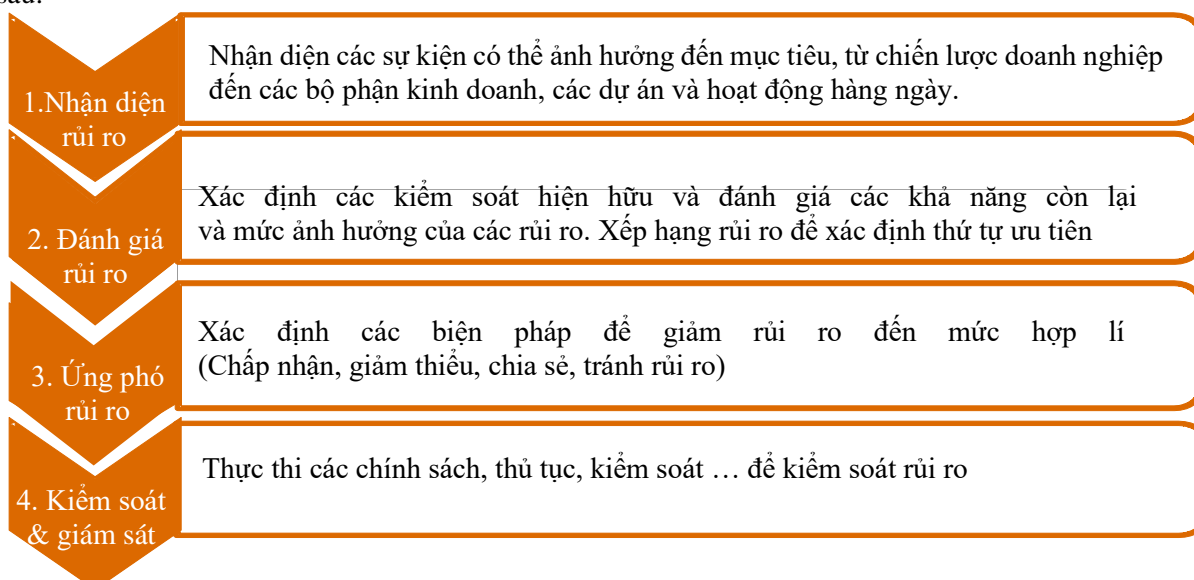 1.Nhận diện
rủi ro
Nhận diện các sự kiện có thể ảnh hưởng đến mục tiêu, từ chiến lược doanh nghiệp
đến các bộ phận kinh doanh, các dự án và hoạt động hàng ngày.
2. Đánh giá
rủi ro
Xác định các kiểm soát hiện hữu và đánh giá các khả năng còn lại
và mức ảnh hưởng của các rủi ro. Xếp hạng rủi ro để xác định thứ tự ưu tiên
3. Ứng phó
rủi ro
Xác định các biện pháp để giảm rủi ro đến mức hợp lí
(Chấp nhận, giảm thiểu, chia sẻ, tránh rủi ro)
4. Kiểm soát
& giám sát
Thực thi các chính sách, thủ tục, kiểm soát … để kiểm soát rủi ro